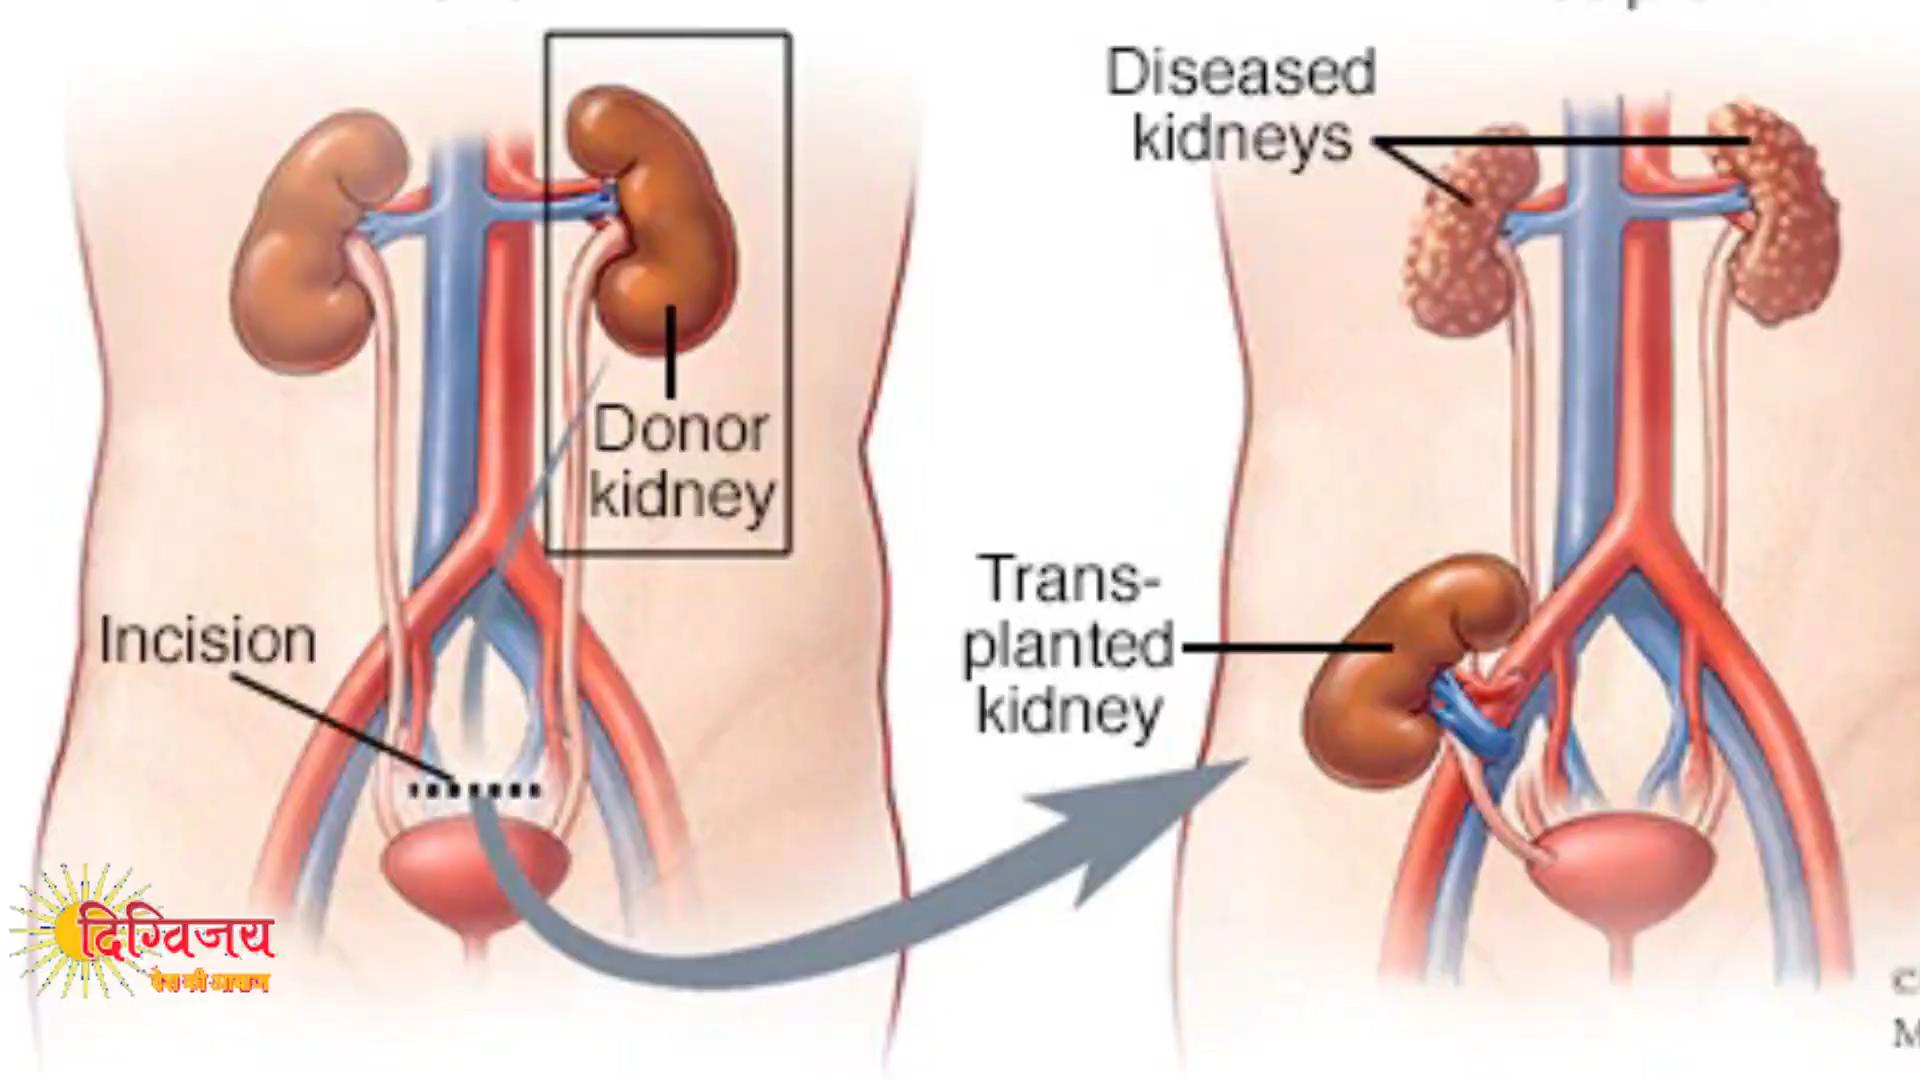 Donor
kidney
Incision
Diseased
kidneys
Trans-
planted
kidney
दिग्विजय